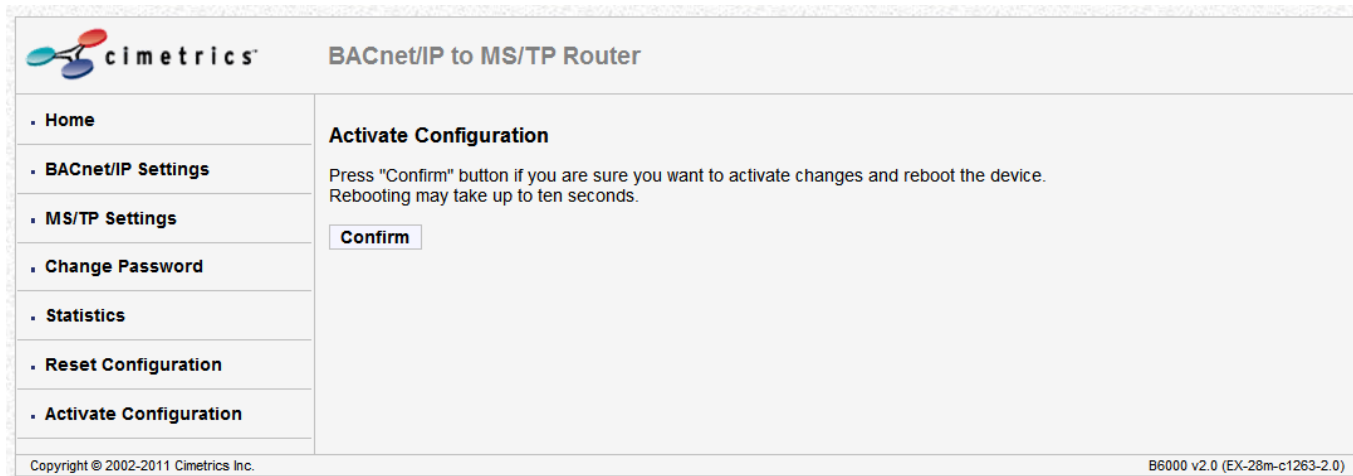 cimetrics™
BACnet/IP to MS/TP Router
Home
BACnet/IP Settings
MS/TP Settings
Change Password
Statistics
Reset Configuration
Activate Configuration
Activate Configuration
Press "Confirm" button if you are sure you want to activate changes and reboot the device.
Rebooting may take up to ten seconds.
Confirm
Copyright © 2002-2011 Cimetrics Inc.
B6000 v2.0 (EX-28m-c1263-2.0)